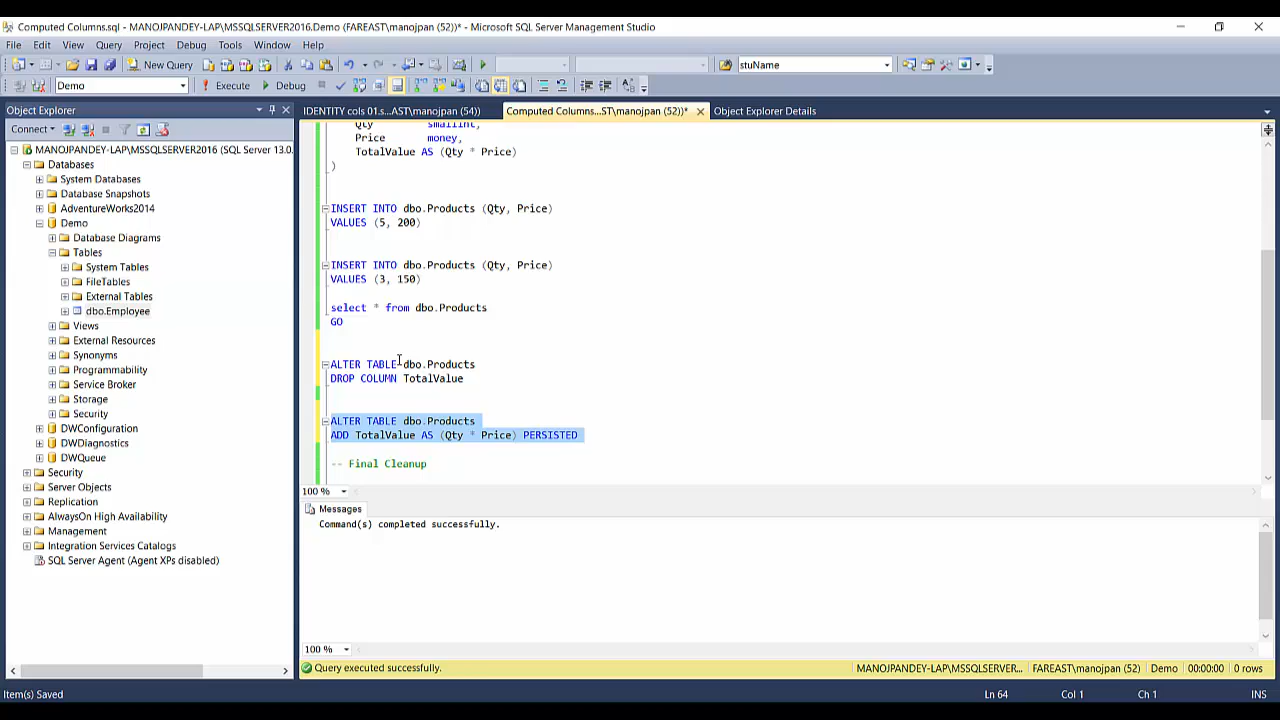 Computed Columns.sql - MANOJPANDEY-LAP\MSSQLSERVER2016.Demo (FAREAST\manojpan (52))* - Microsoft SQL Server Management Studio
File Edit View Query Project Debug Tools Window Help
New Query stuName
Demo Execute Debug
Object Explorer
IDENTITY cols 01.s...AST\manojpan (54)) Computed Columns...ST\manojpan (52))* Object Explorer Details
Connect
MANOJPANDEY-LAP\MSSQLSERVER2016 (SQL Server 13.0.
Databases
System Databases
Database Snapshots
AdventureWorks2014
Demo
Database Diagrams
Tables
System Tables
FileTables
External Tables
dbo.Employee
Views
External Resources
Synonyms
Programmability
Service Broker
Storage
Security
DWConfiguration
DWDiagnostics
DWQueue
Security
Server Objects
Replication
AlwaysOn High Availability
Management
Integration Services Catalogs
SQL Server Agent (Agent XPs disabled)
Qty smallint,
Price money,
TotalValue AS (Qty * Price)
)
INSERT INTO dbo.Products (Qty, Price)
VALUES (5, 200)
INSERT INTO dbo.Products (Qty, Price)
VALUES (3, 150)
select * from dbo.Products
GO
ALTER TABLE dbo.Products
DROP COLUMN TotalValue
ALTER TABLE dbo.Products
ADD TotalValue AS (Qty * Price) PERSISTED
-- Final Cleanup
100 %
Messages
Command(s) completed successfully.
100 %
Query executed successfully. MANOJPANDEY-LAP\MSSQLSERVER... FAREAST\manojpan (52) Demo 00:00:00 0 rows
Item(s) Saved Ln 64 Col 1 Ch 1 INS